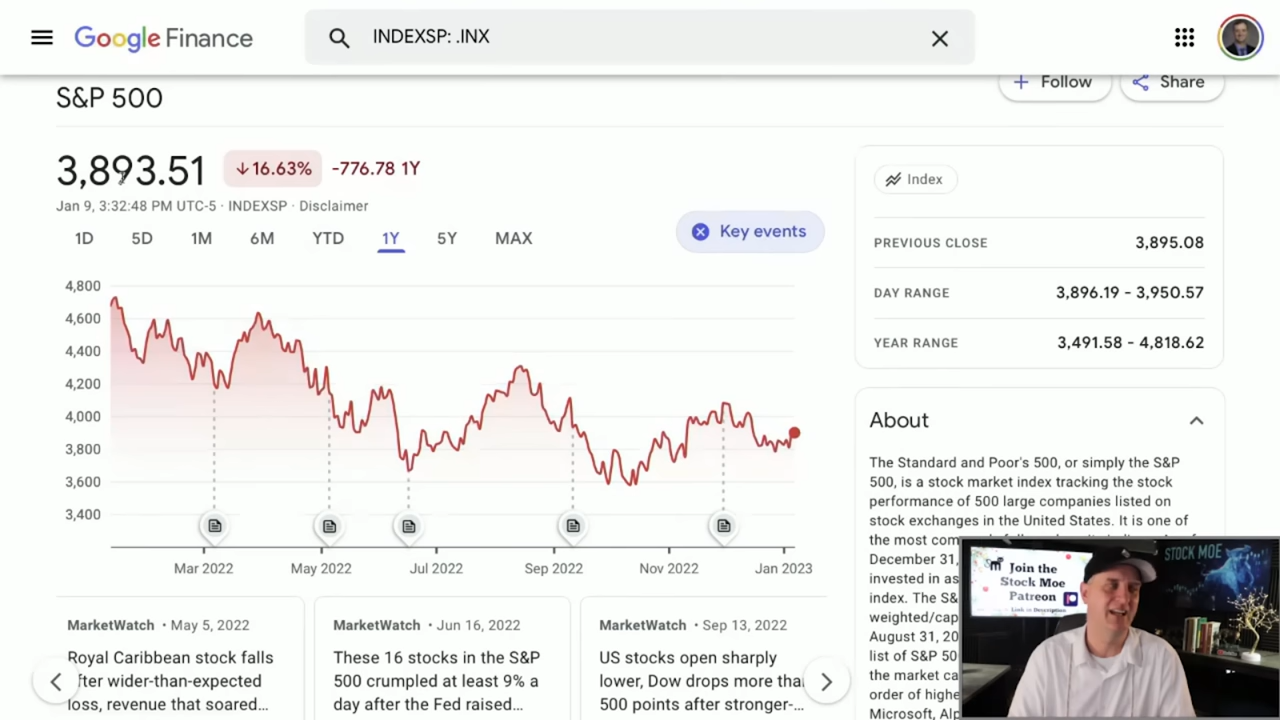 Google Finance
INDEXSP: .INX
S&P 500
+ Follow
Share
3,893.51
↓16.63%
-776.78 1Y
Jan 9, 3:32:48 PM UTC-5 · INDEXSP · Disclaimer
1D 5D 1M 6M YTD 1Y 5Y MAX
Key events
4,800
4,600
4,400
4,200
4,000
3,800
3,600
3,400
Mar 2022 May 2022 Jul 2022 Sep 2022 Nov 2022 Jan 2023
Index
PREVIOUS CLOSE 3,895.08
DAY RANGE 3,896.19 - 3,950.57
YEAR RANGE 3,491.58 - 4,818.62
About
The Standard and Poor's 500, or simply the S&P
500, is a stock market index tracking the stock
performance of 500 large companies listed on
stock exchanges in the United States. It is one of
the most
December 31,
invested in
index. The S&
weighted/cap
August 31, 20
list of S&P 50
the market
order of
Microsoft,
MarketWatch · May 5, 2022
Royal Caribbean stock falls
after wider-than-expected
loss, revenue that soared…
MarketWatch · Jun 16, 2022
These 16 stocks in the S&P
500 crumpled at least 9% a
day after the Fed raised…
MarketWatch · Sep 13, 2022
US stocks open sharply
lower, Dow drops more tha
500 points after stronger-…
Join the
Stock Moe
Patreon
Link in Description
STOCK MOE